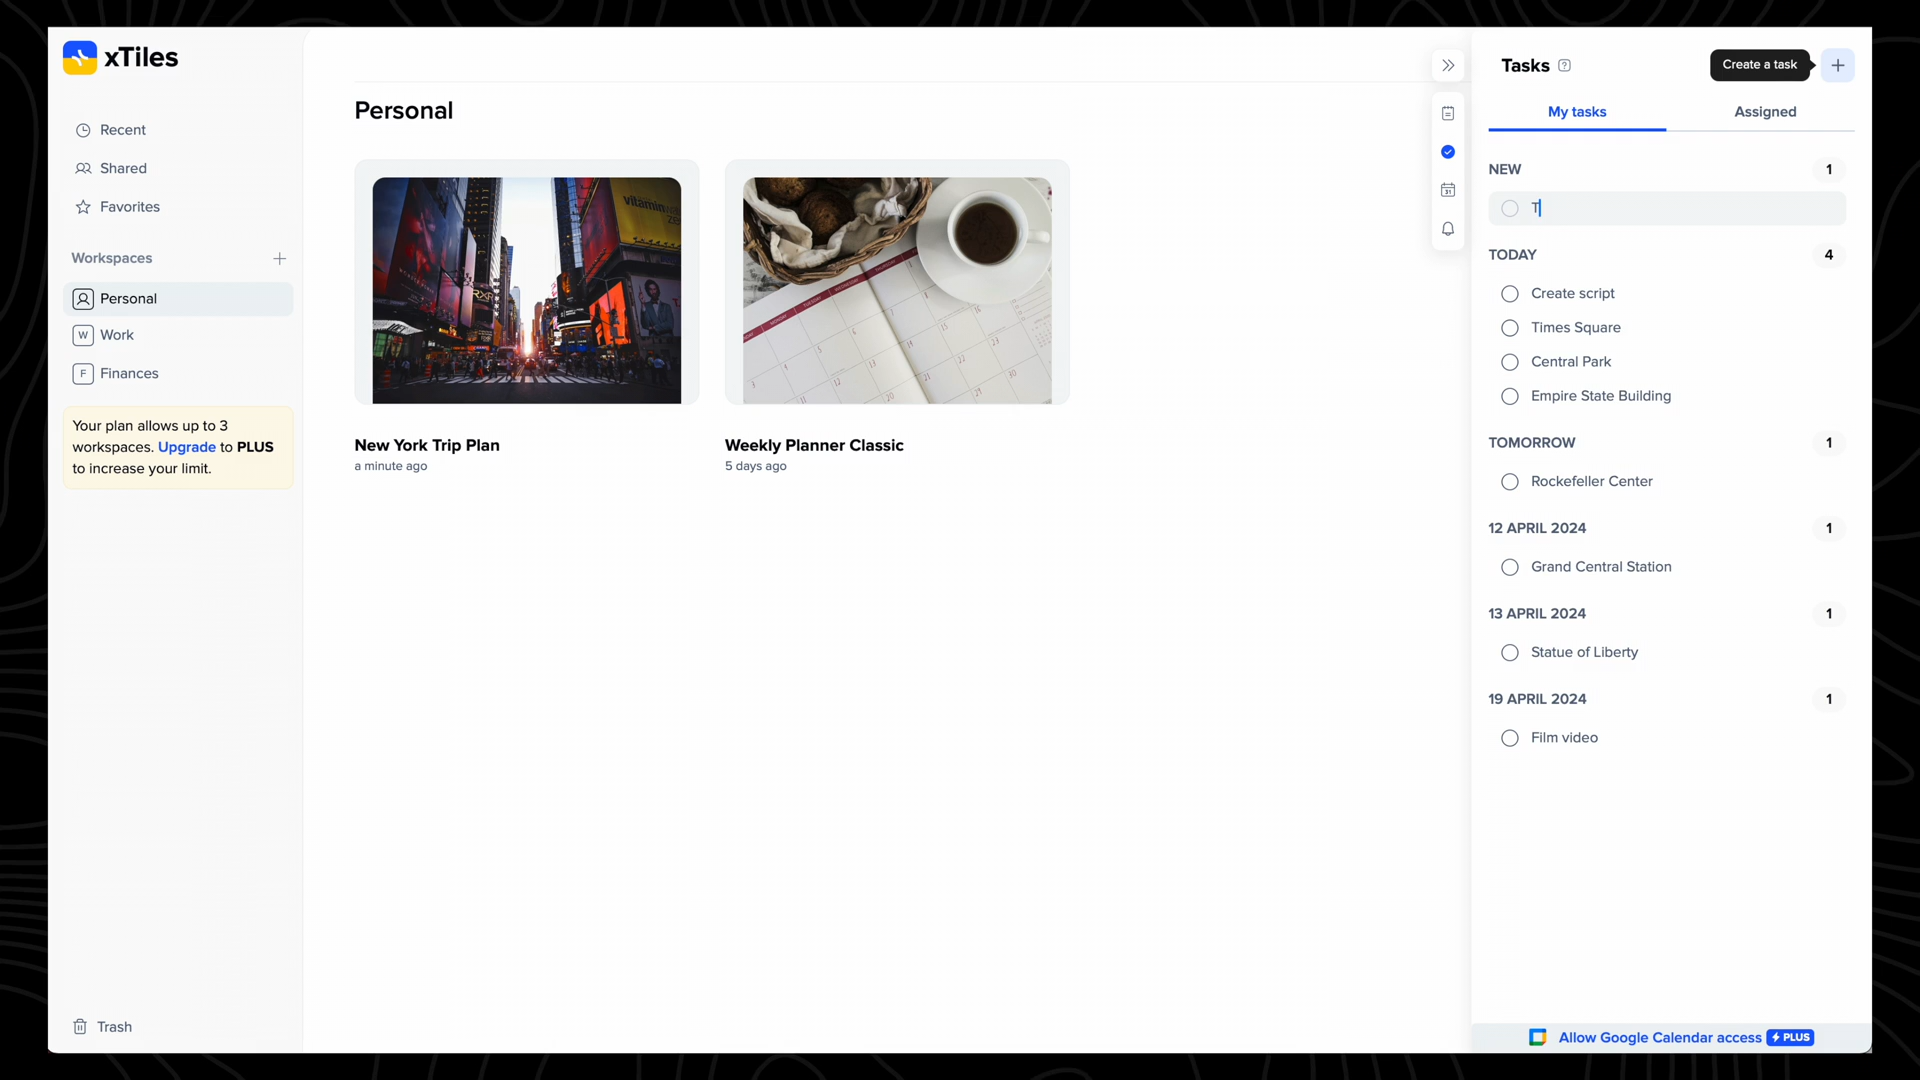 xTiles
Recent
Shared
Favorites
Workspaces
Personal
W Work
F Finances
Your plan allows up to 3
workspaces. Upgrade to PLUS
to increase your limit.
Trash
Personal
vitamin
New York Trip Plan
a minute ago
Weekly Planner Classic
5 days ago
31
Tasks ?
Create a task
My tasks Assigned
NEW 1
T
TODAY 4
Create script
Times Square
Central Park
Empire State Building
TOMORROW 1
Rockefeller Center
12 APRIL 2024 1
Grand Central Station
13 APRIL 2024 1
Statue of Liberty
19 APRIL 2024 1
Film video
Allow Google Calendar access PLUS